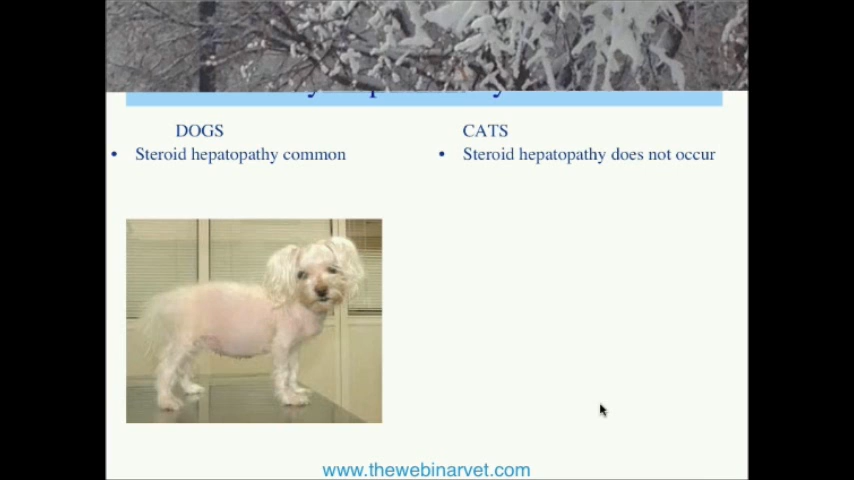 DOGS
• Steroid hepatopathy common
CATS
• Steroid hepatopathy does not occur
www.thewebinarvet.com